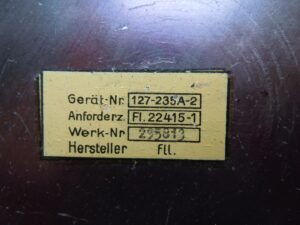 Gerät-Nr. 127-235A-2
Anforderz. Fl. 22415-1
Werk-Nr
Hersteller fll.